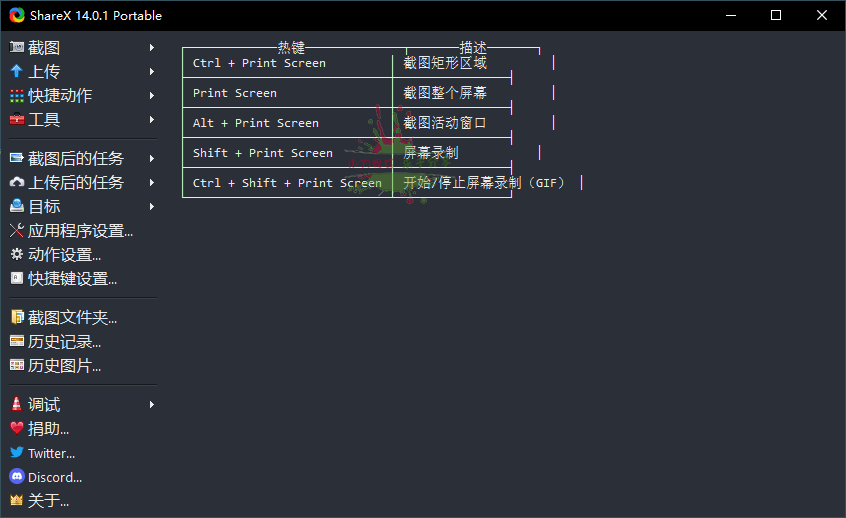 ShareX 14.0.1 Portable
截图
上传
快捷动作
工具
截图后的任务
上传后的任务
目标
应用程序设置...
动作设置...
快捷键设置...
截图文件夹...
历史记录...
历史图片...
调试
捐助...
Twitter...
Discord...
关于...
热键 描述
Ctrl + Print Screen 截图矩形区域
Print Screen 截图整个屏幕
Alt + Print Screen 截图活动窗口
Shift + Print Screen 屏幕录制
Ctrl + Shift + Print Screen 开始/停止屏幕录制（GIF）